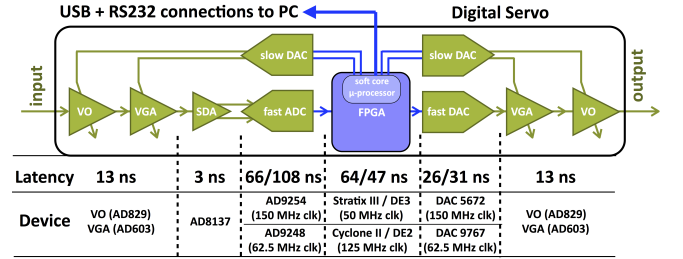 USB + RS232 connections to PC
Digital Servo
input
output
slow DAC
slow DAC
soft core
μ-processor
VO
VGA
SDA
fast ADC
FPGA
fast DAC
VGA
VO
Latency
13 ns
3 ns
66/108 ns
64/47 ns
26/31 ns
13 ns
Device
VO (AD829)
VGA (AD603)
AD8137
AD9254
(150 MHz clk)
Stratix III / DE3
(50 MHz clk)
DAC 5672
(150 MHz clk)
VO (AD829)
VGA (AD603)
AD9248
(62.5 MHz clk)
Cyclone II / DE2
(125 MHz clk)
DAC 9767
(62.5 MHz clk)